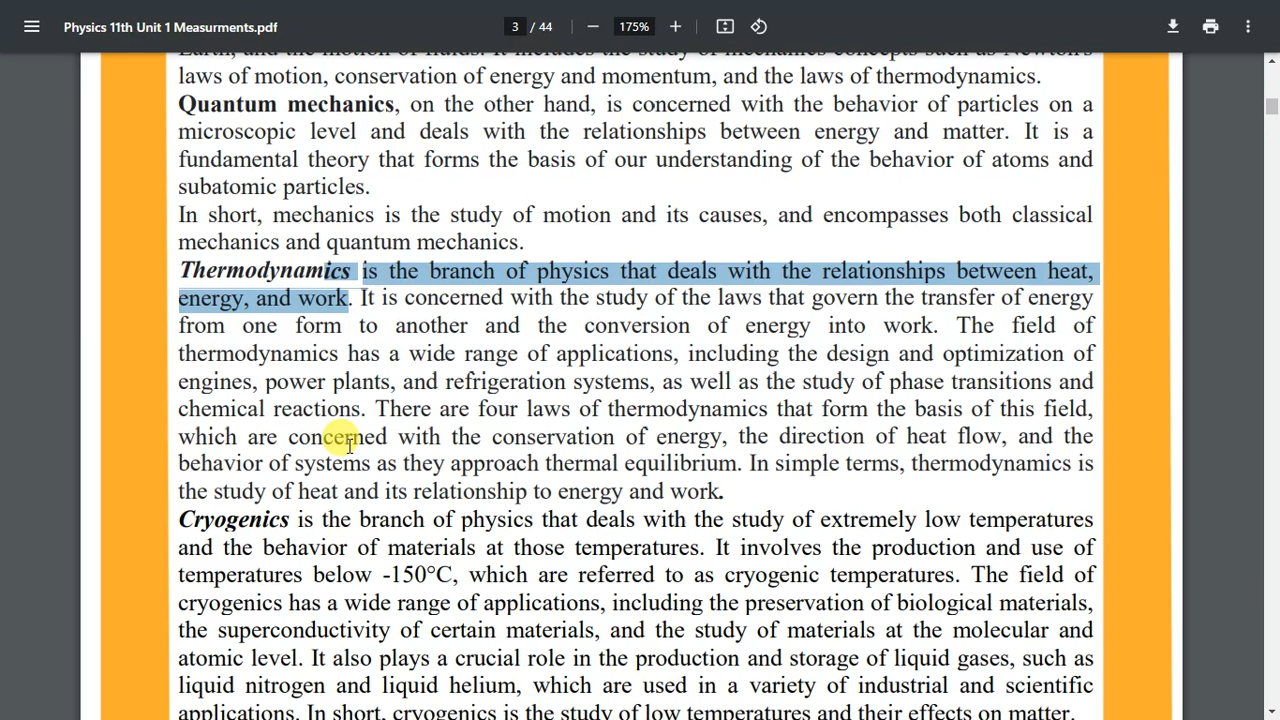 Physics 11th Unit 1 Measurments.pdf
3 / 44
175%
Earth, and the motion of fluids. It includes the study of mechanics concepts such as Newton's
laws of motion, conservation of energy and momentum, and the laws of thermodynamics.
Quantum mechanics, on the other hand, is concerned with the behavior of particles on a
microscopic level and deals with the relationships between energy and matter. It is a
fundamental theory that forms the basis of our understanding of the behavior of atoms and
subatomic particles.
In short, mechanics is the study of motion and its causes, and encompasses both classical
mechanics and quantum mechanics.
Thermodynamics is the branch of physics that deals with the relationships between heat,
energy, and work. It is concerned with the study of the laws that govern the transfer of energy
from one form to another and the conversion of energy into work. The field of
thermodynamics has a wide range of applications, including the design and optimization of
engines, power plants, and refrigeration systems, as well as the study of phase transitions and
chemical reactions. There are four laws of thermodynamics that form the basis of this field,
which are concerned with the conservation of energy, the direction of heat flow, and the
behavior of systems as they approach thermal equilibrium. In simple terms, thermodynamics is
the study of heat and its relationship to energy and work.
Cryogenics is the branch of physics that deals with the study of extremely low temperatures
and the behavior of materials at those temperatures. It involves the production and use of
temperatures below -150°C, which are referred to as cryogenic temperatures. The field of
cryogenics has a wide range of applications, including the preservation of biological materials,
the superconductivity of certain materials, and the study of materials at the molecular and
atomic level. It also plays a crucial role in the production and storage of liquid gases, such as
liquid nitrogen and liquid helium, which are used in a variety of industrial and scientific
applications. In short, cryogenics is the study of low temperatures and their effects on matter.